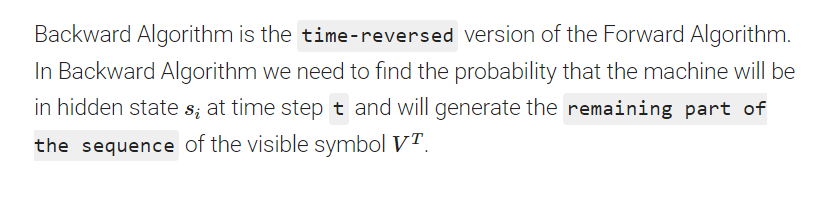 Backward Algorithm is the time-reversed version of the Forward Algorithm.
In Backward Algorithm we need to find the probability that the machine will be
in hidden state sᵢ at time step t and will generate the remaining part of
the sequence of the visible symbol Vᵀ.